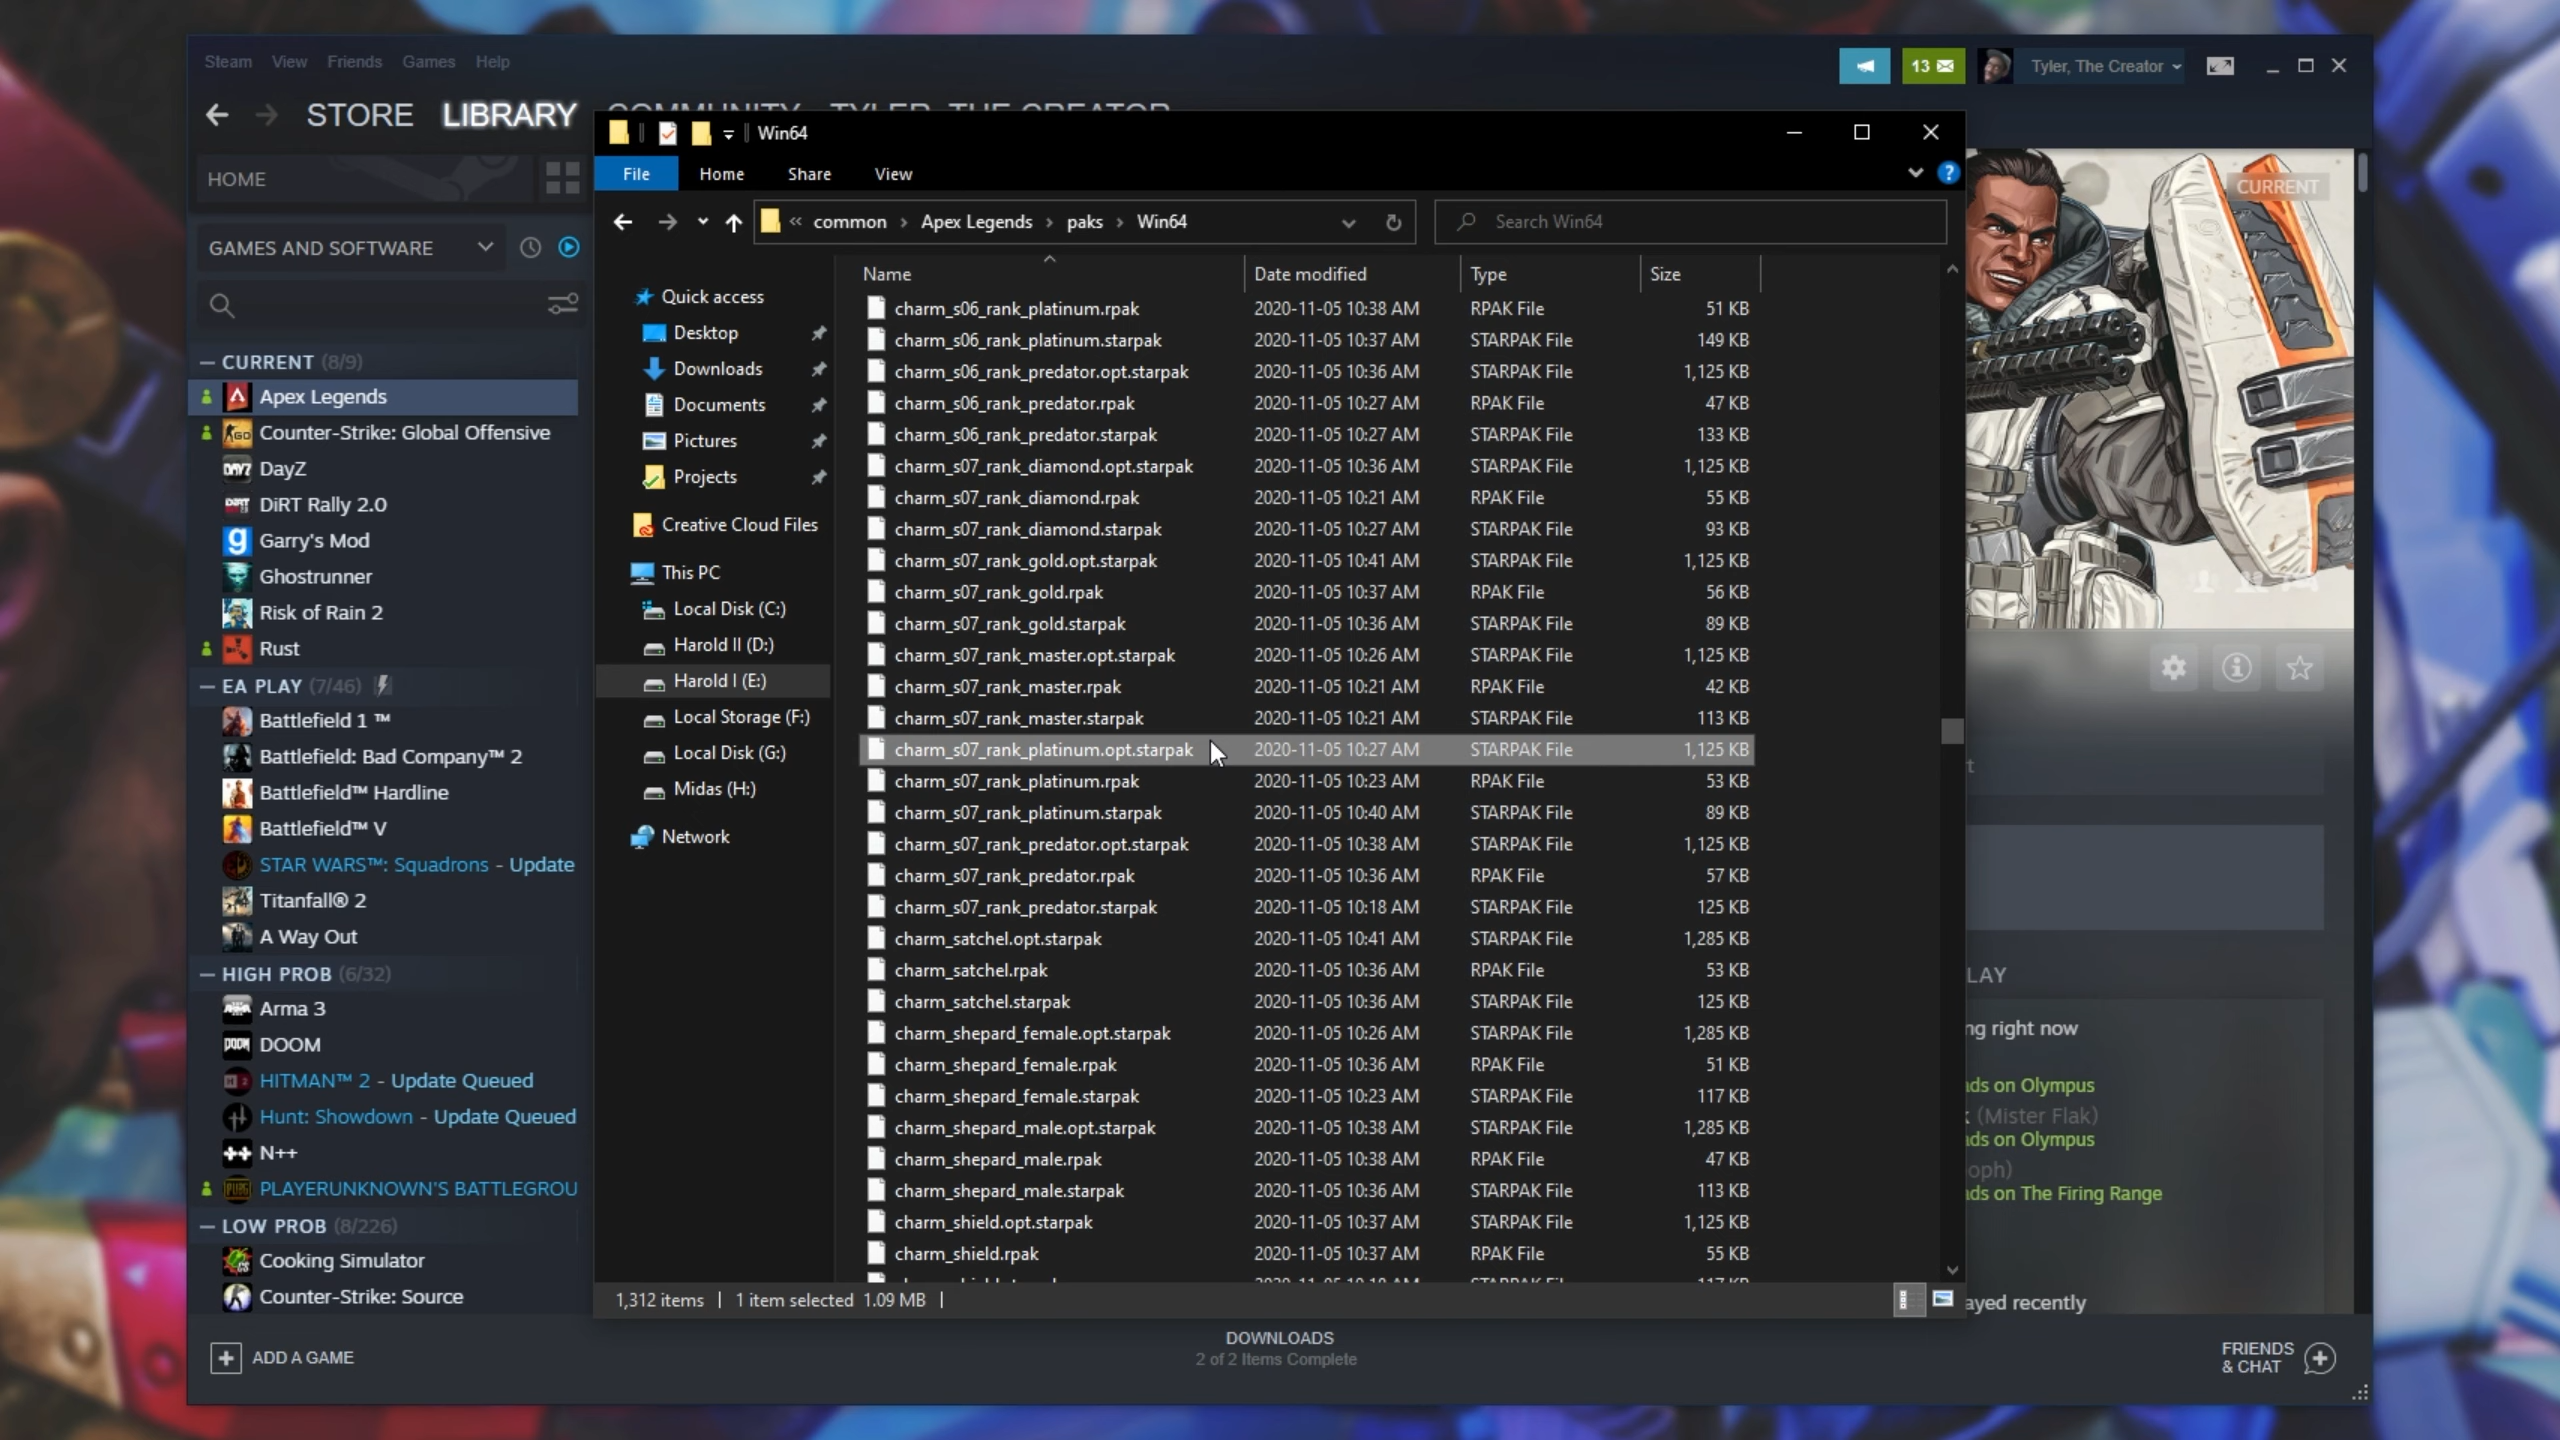 Steam View Friends Games Help
13
Tyler, The Creator
STORE LIBRARY COMMUNITY TYLER, THE CREATOR
HOME
GAMES AND SOFTWARE
CURRENT (8/9)
Apex Legends
Counter-Strike: Global Offensive
DayZ
DiRT Rally 2.0
Garry's Mod
Ghostrunner
Risk of Rain 2
Rust
EA PLAY (7/46)
Battlefield 1 ™
Battlefield: Bad Company™ 2
Battlefield™ Hardline
Battlefield™ V
STAR WARS™: Squadrons - Update
Titanfall® 2
A Way Out
HIGH PROB (6/32)
Arma 3
DOOM
HITMAN™ 2 - Update Queued
Hunt: Showdown - Update Queued
N++
PLAYERUNKNOWN'S BATTLEGROU
LOW PROB (8/226)
Cooking Simulator
Counter-Strike: Source
ADD A GAME
Win64
File Home Share View
« common › Apex Legends › paks › Win64
Search Win64
Quick access
Desktop
Downloads
Documents
Pictures
Projects
Creative Cloud Files
This PC
Local Disk (C:)
Harold II (D:)
Harold I (E:)
Local Storage (F:)
Local Disk (G:)
Midas (H:)
Network
Name Date modified Type Size
charm_s06_rank_platinum.rpak 2020-11-05 10:38 AM RPAK File 51 KB
charm_s06_rank_platinum.starpak 2020-11-05 10:37 AM STARPAK File 149 KB
charm_s06_rank_predator.opt.starpak 2020-11-05 10:36 AM STARPAK File 1,125 KB
charm_s06_rank_predator.rpak 2020-11-05 10:27 AM RPAK File 47 KB
charm_s06_rank_predator.starpak 2020-11-05 10:27 AM STARPAK File 133 KB
charm_s07_rank_diamond.opt.starpak 2020-11-05 10:36 AM STARPAK File 1,125 KB
charm_s07_rank_diamond.rpak 2020-11-05 10:21 AM RPAK File 55 KB
charm_s07_rank_diamond.starpak 2020-11-05 10:27 AM STARPAK File 93 KB
charm_s07_rank_gold.opt.starpak 2020-11-05 10:41 AM STARPAK File 1,125 KB
charm_s07_rank_gold.rpak 2020-11-05 10:37 AM RPAK File 56 KB
charm_s07_rank_gold.starpak 2020-11-05 10:36 AM STARPAK File 89 KB
charm_s07_rank_master.opt.starpak 2020-11-05 10:26 AM STARPAK File 1,125 KB
charm_s07_rank_master.rpak 2020-11-05 10:21 AM RPAK File 42 KB
charm_s07_rank_master.starpak 2020-11-05 10:21 AM STARPAK File 113 KB
charm_s07_rank_platinum.opt.starpak 2020-11-05 10:27 AM STARPAK File 1,125 KB
charm_s07_rank_platinum.rpak 2020-11-05 10:23 AM RPAK File 53 KB
charm_s07_rank_platinum.starpak 2020-11-05 10:40 AM STARPAK File 89 KB
charm_s07_rank_predator.opt.starpak 2020-11-05 10:38 AM STARPAK File 1,125 KB
charm_s07_rank_predator.rpak 2020-11-05 10:36 AM RPAK File 57 KB
charm_s07_rank_predator.starpak 2020-11-05 10:18 AM STARPAK File 125 KB
charm_satchel.opt.starpak 2020-11-05 10:41 AM STARPAK File 1,285 KB
charm_satchel.rpak 2020-11-05 10:36 AM RPAK File 53 KB
charm_satchel.starpak 2020-11-05 10:36 AM STARPAK File 125 KB
charm_shepard_female.opt.starpak 2020-11-05 10:26 AM STARPAK File 1,285 KB
charm_shepard_female.rpak 2020-11-05 10:36 AM RPAK File 51 KB
charm_shepard_female.starpak 2020-11-05 10:23 AM STARPAK File 117 KB
charm_shepard_male.opt.starpak 2020-11-05 10:38 AM STARPAK File 1,285 KB
charm_shepard_male.rpak 2020-11-05 10:38 AM RPAK File 47 KB
charm_shepard_male.starpak 2020-11-05 10:36 AM STARPAK File 113 KB
charm_shield.opt.starpak 2020-11-05 10:37 AM STARPAK File 1,125 KB
charm_shield.rpak 2020-11-05 10:37 AM RPAK File 55 KB
1,312 items 1 item selected 1.09 MB
CURRENT
LAY
ng right now
ds on Olympus
(Mister Flak)
ds on Olympus
oph)
ds on The Firing Range
ayed recently
DOWNLOADS
2 of 2 Items Complete
FRIENDS
& CHAT